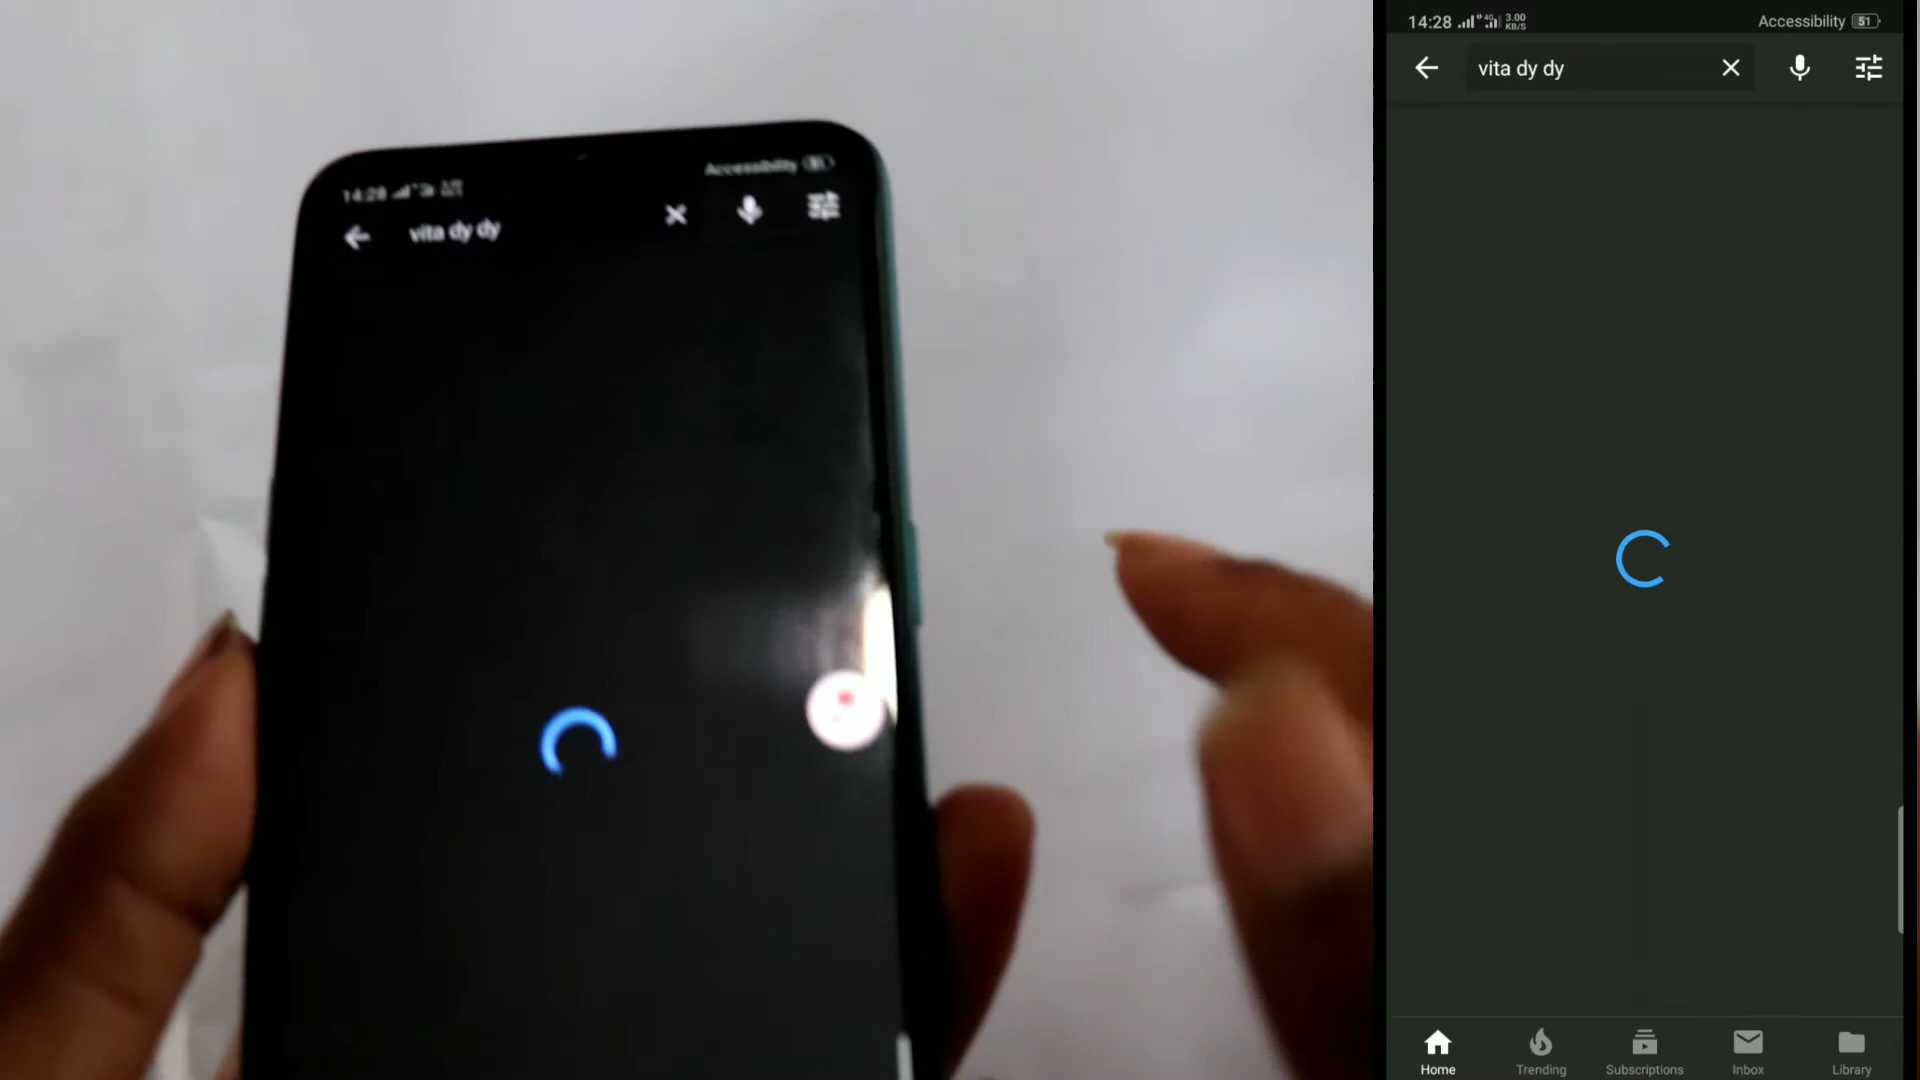 14:28
Accessibility
vita dy dy
14:28 4G 3.00 KB/S
Accessibility 51
vita dy dy
Home
Trending
Subscriptions
Inbox
Library